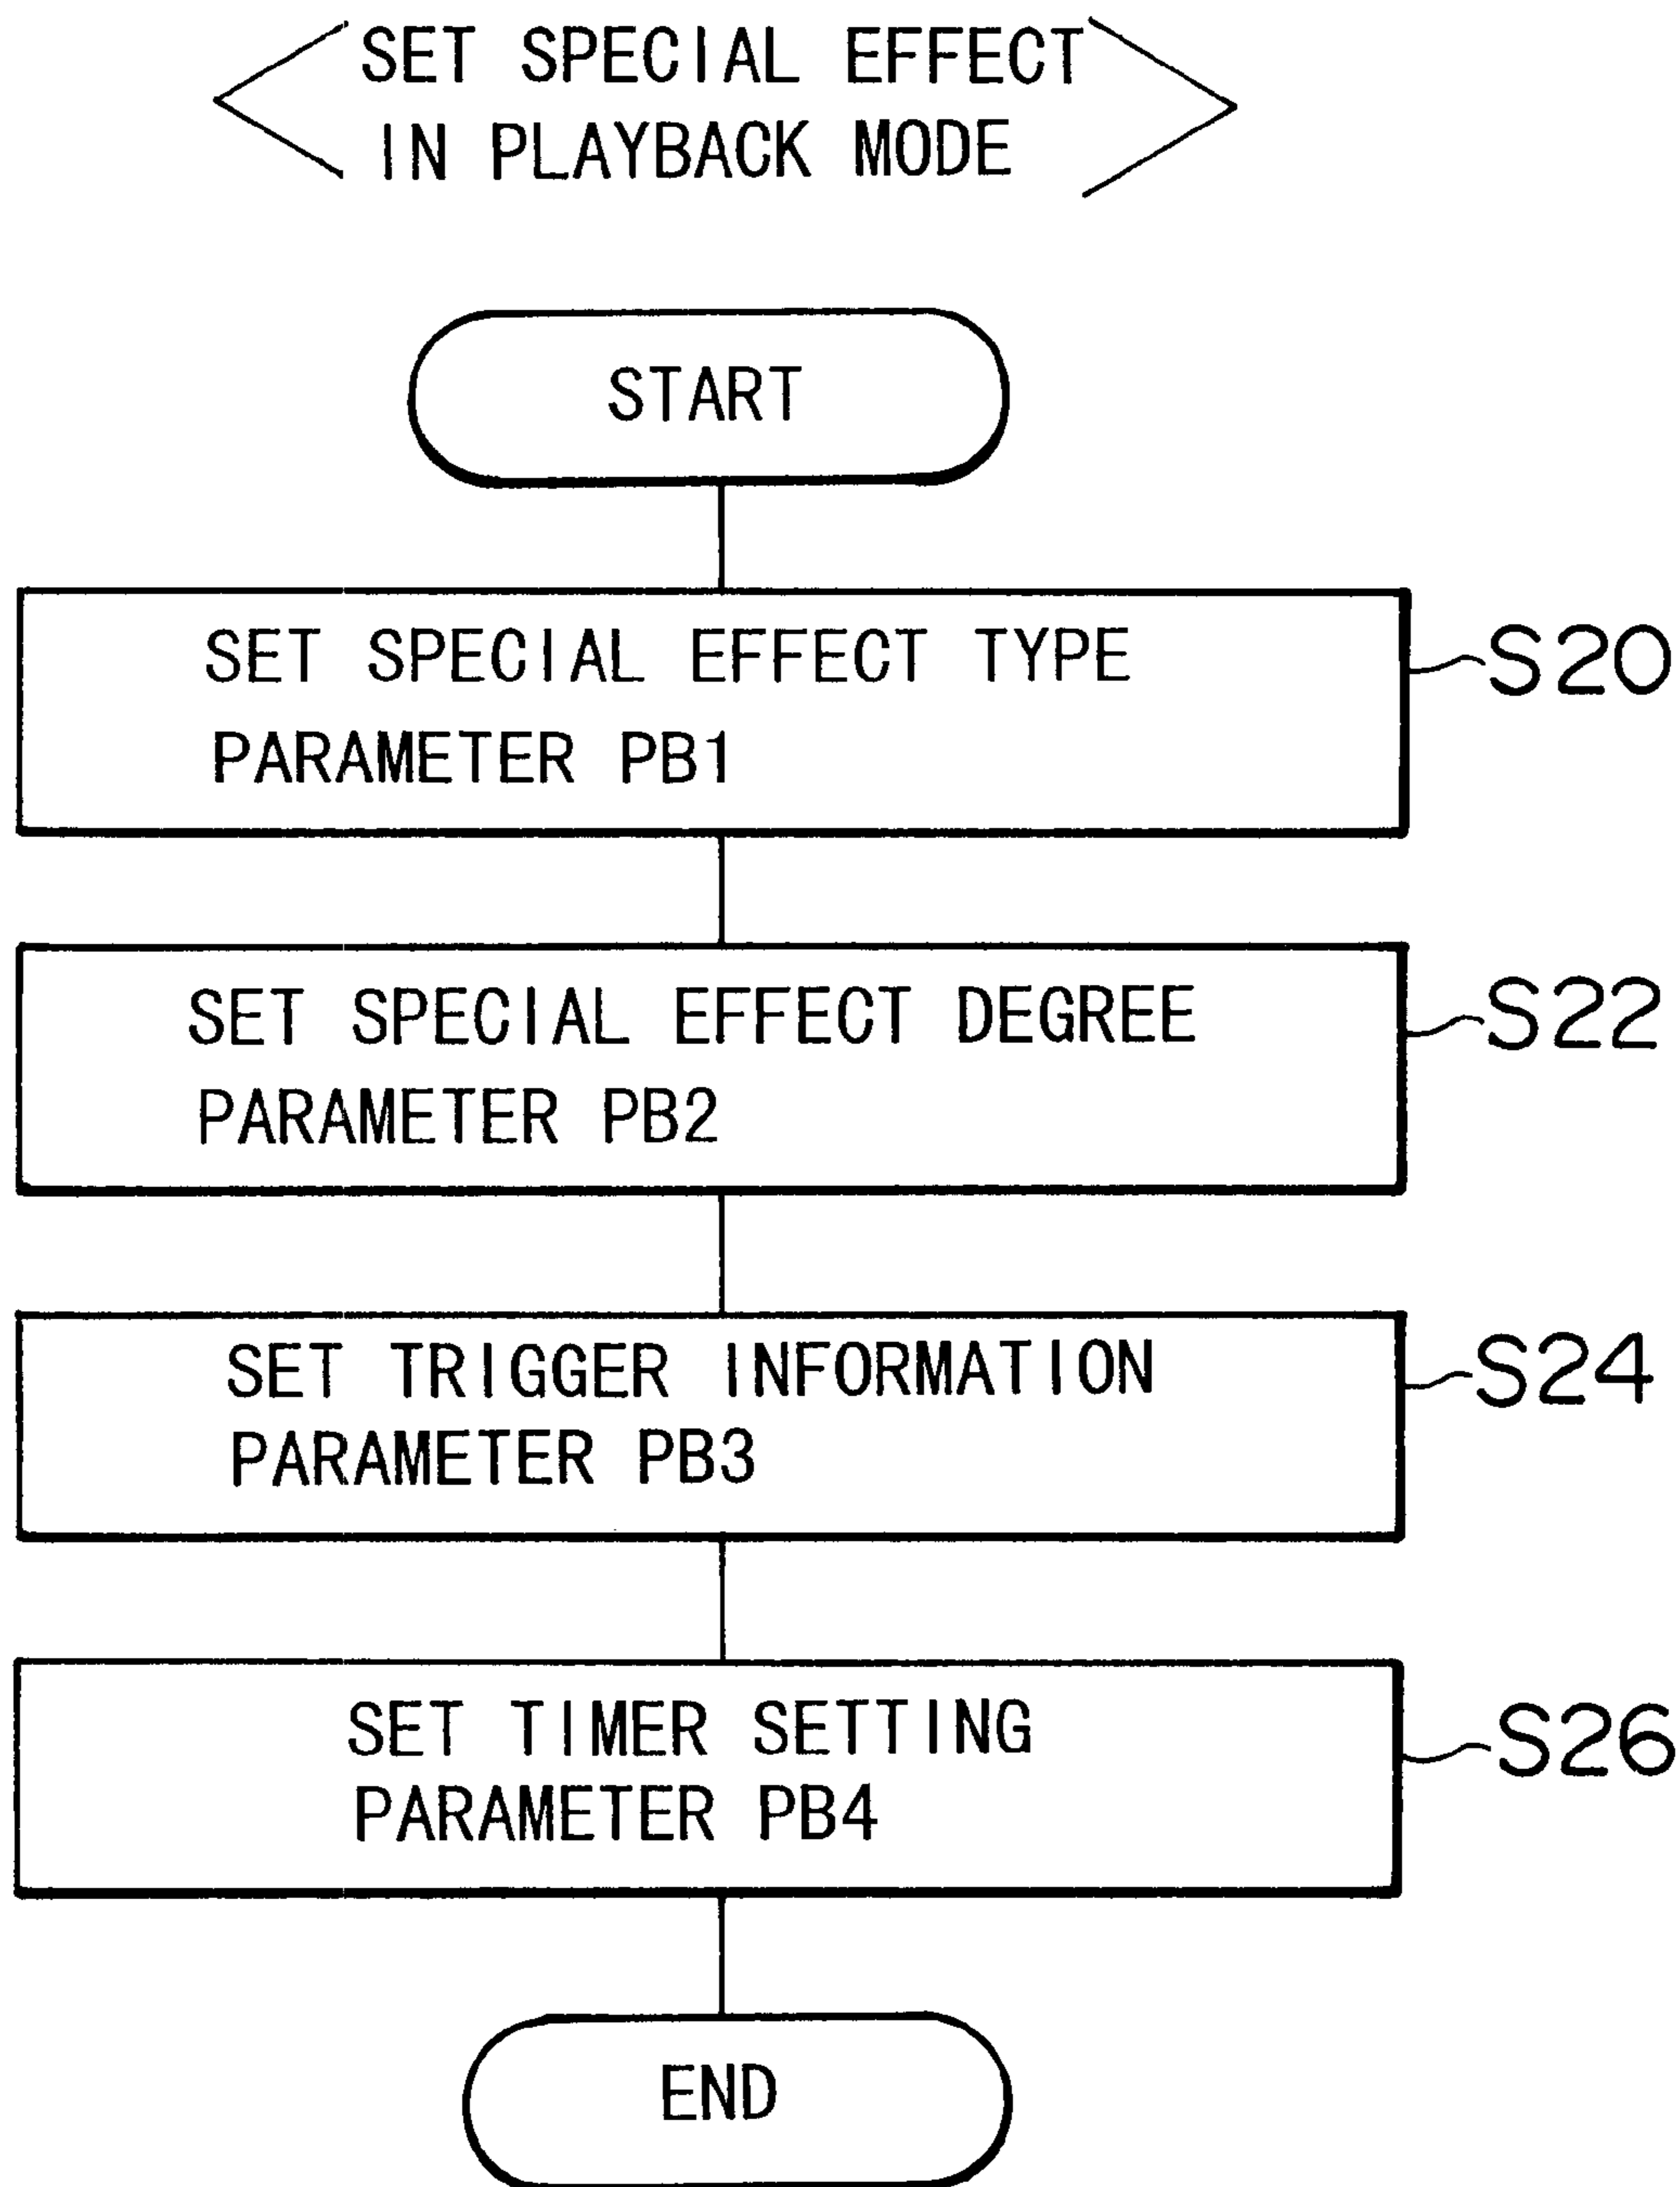 SET SPECIAL EFFECT
IN PLAYBACK MODE
START
SET SPECIAL EFFECT TYPE
PARAMETER PB1
S20
SET SPECIAL EFFECT DEGREE
PARAMETER PB2
S22
SET TRIGGER INFORMATION
PARAMETER PB3
S24
SET TIMER SETTING
PARAMETER PB4
S26
END